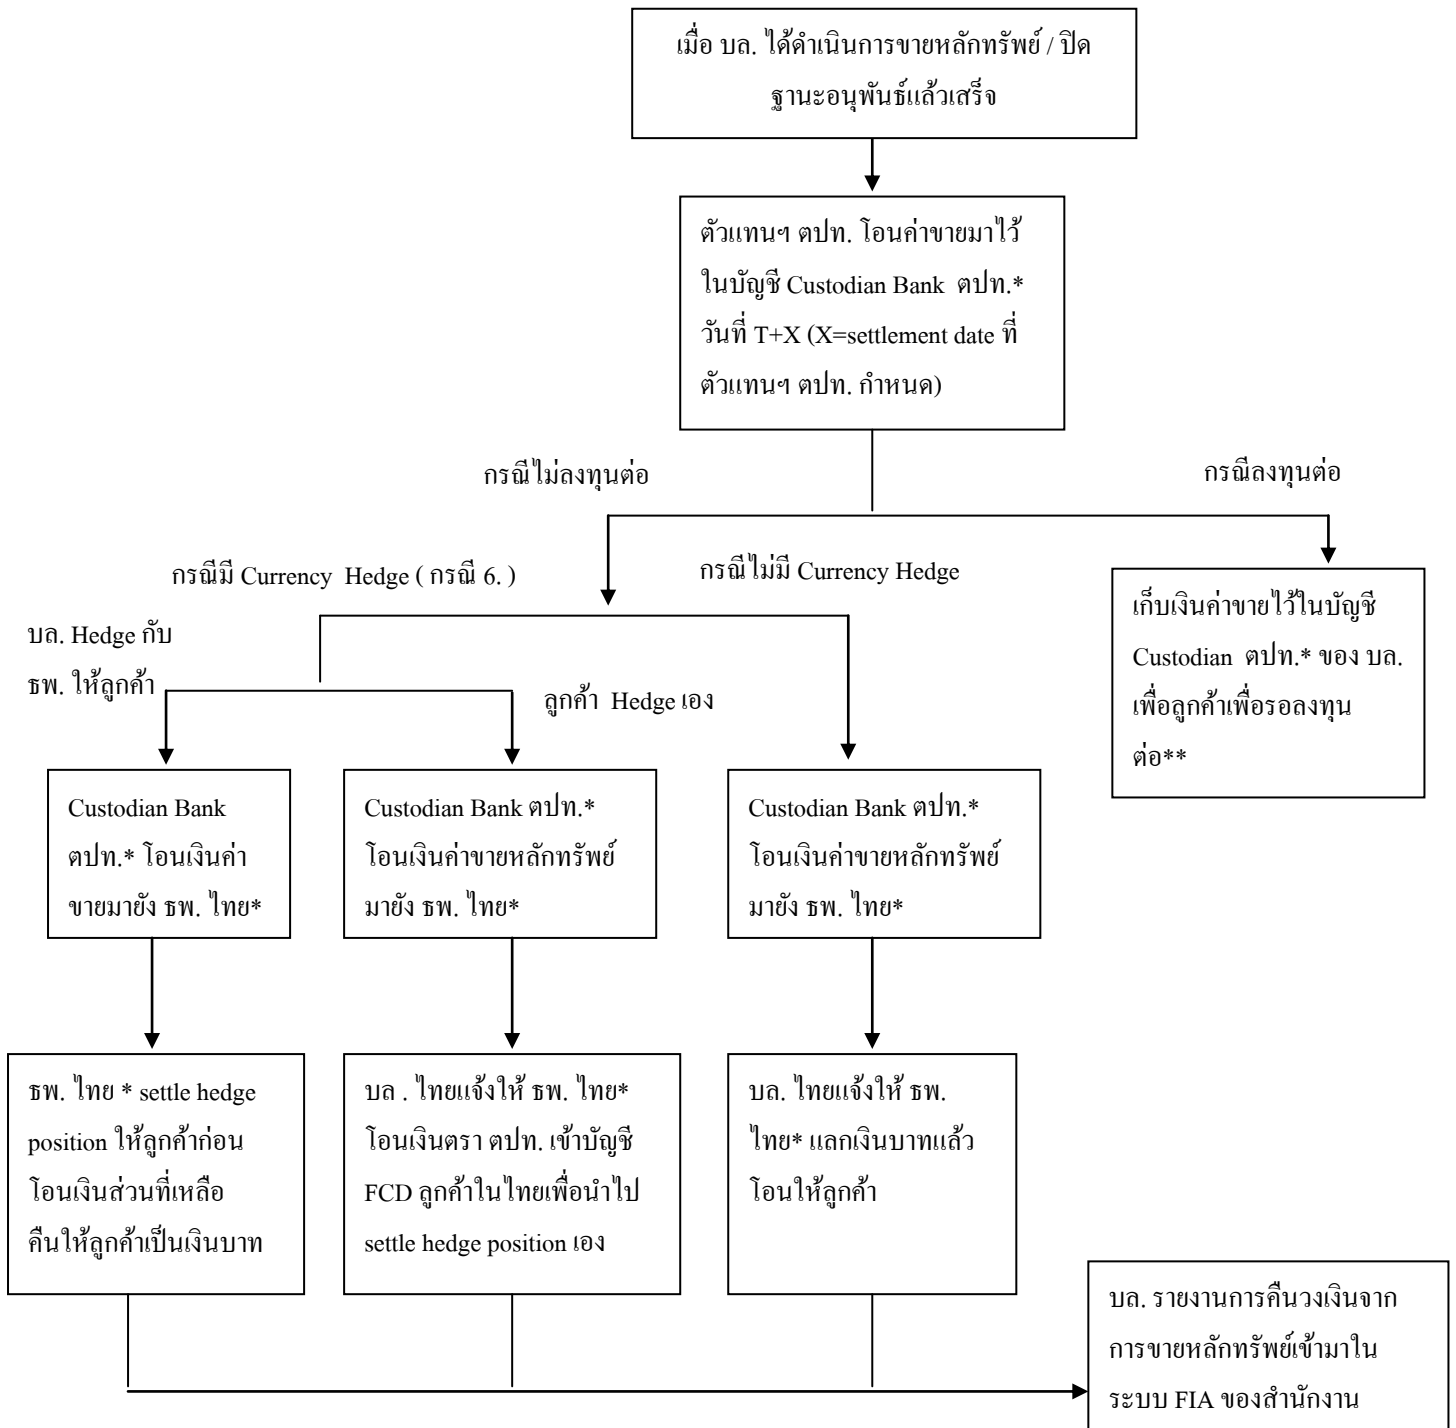 เมื่อ บล. ได้ดำเนินการขายหลักทรัพย์ / ปิด
ฐานะอนุพันธ์แล้วเสร็จ
ตัวแทนฯ ตปท. โอนค่าขายมาไว้
ในบัญชี Custodian Bank ตปท.*
วันที่ T+X (X=settlement date ที่
ตัวแทนฯ ตปท. กำหนด)
กรณีไม่ลงทุนต่อ
กรณีลงทุนต่อ
กรณีมี Currency Hedge ( กรณี 6. )
กรณีไม่มี Currency Hedge
เก็บเงินค่าขายไว้ในบัญชี
Custodian ตปท.* ของ บล.
เพื่อลูกค้าเพื่อรอลงทุน
ต่อ**
บล. Hedge กับ
ธพ. ให้ลูกค้า
ลูกค้า Hedge เอง
Custodian Bank
ตปท.* โอนเงินค่า
ขายมายัง ธพ. ไทย*
Custodian Bank ตปท.*
โอนเงินค่าขายหลักทรัพย์
มายัง ธพ. ไทย*
Custodian Bank ตปท.*
โอนเงินค่าขายหลักทรัพย์
มายัง ธพ. ไทย*
ธพ. ไทย * settle hedge
position ให้ลูกค้าก่อน
โอนเงินส่วนที่เหลือ
คืนให้ลูกค้าเป็นเงินบาท
บล . ไทยแจ้งให้ ธพ. ไทย*
โอนเงินตรา ตปท. เข้าบัญชี
FCD ลูกค้าในไทยเพื่อนำไป
settle hedge position เอง
บล. ไทยแจ้งให้ ธพ.
ไทย* แลกเงินบาทแล้ว
โอนให้ลูกค้า
บล. รายงานการคืนวงเงินจาก
การขายหลักทรัพย์เข้ามาใน
ระบบ FIA ของสำนักงาน